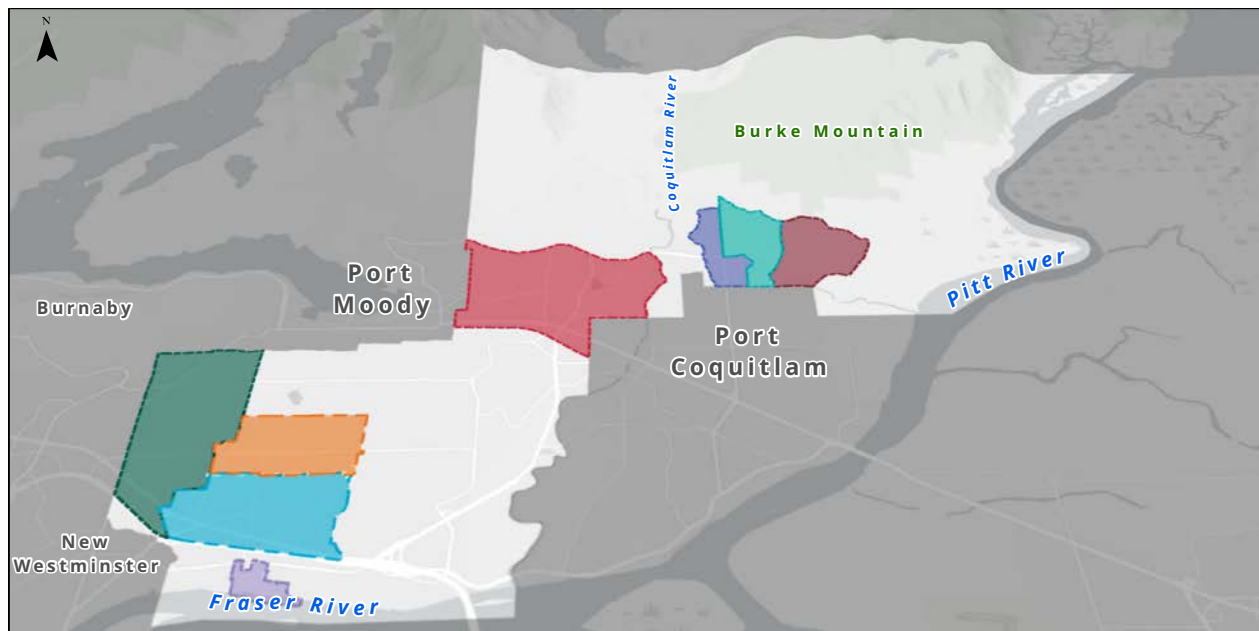 N
Coquitlam River
Burke Mountain
Port
Moody
Pitt River
Burnaby
Port
Coquitlam
New
Westminster
Fraser River